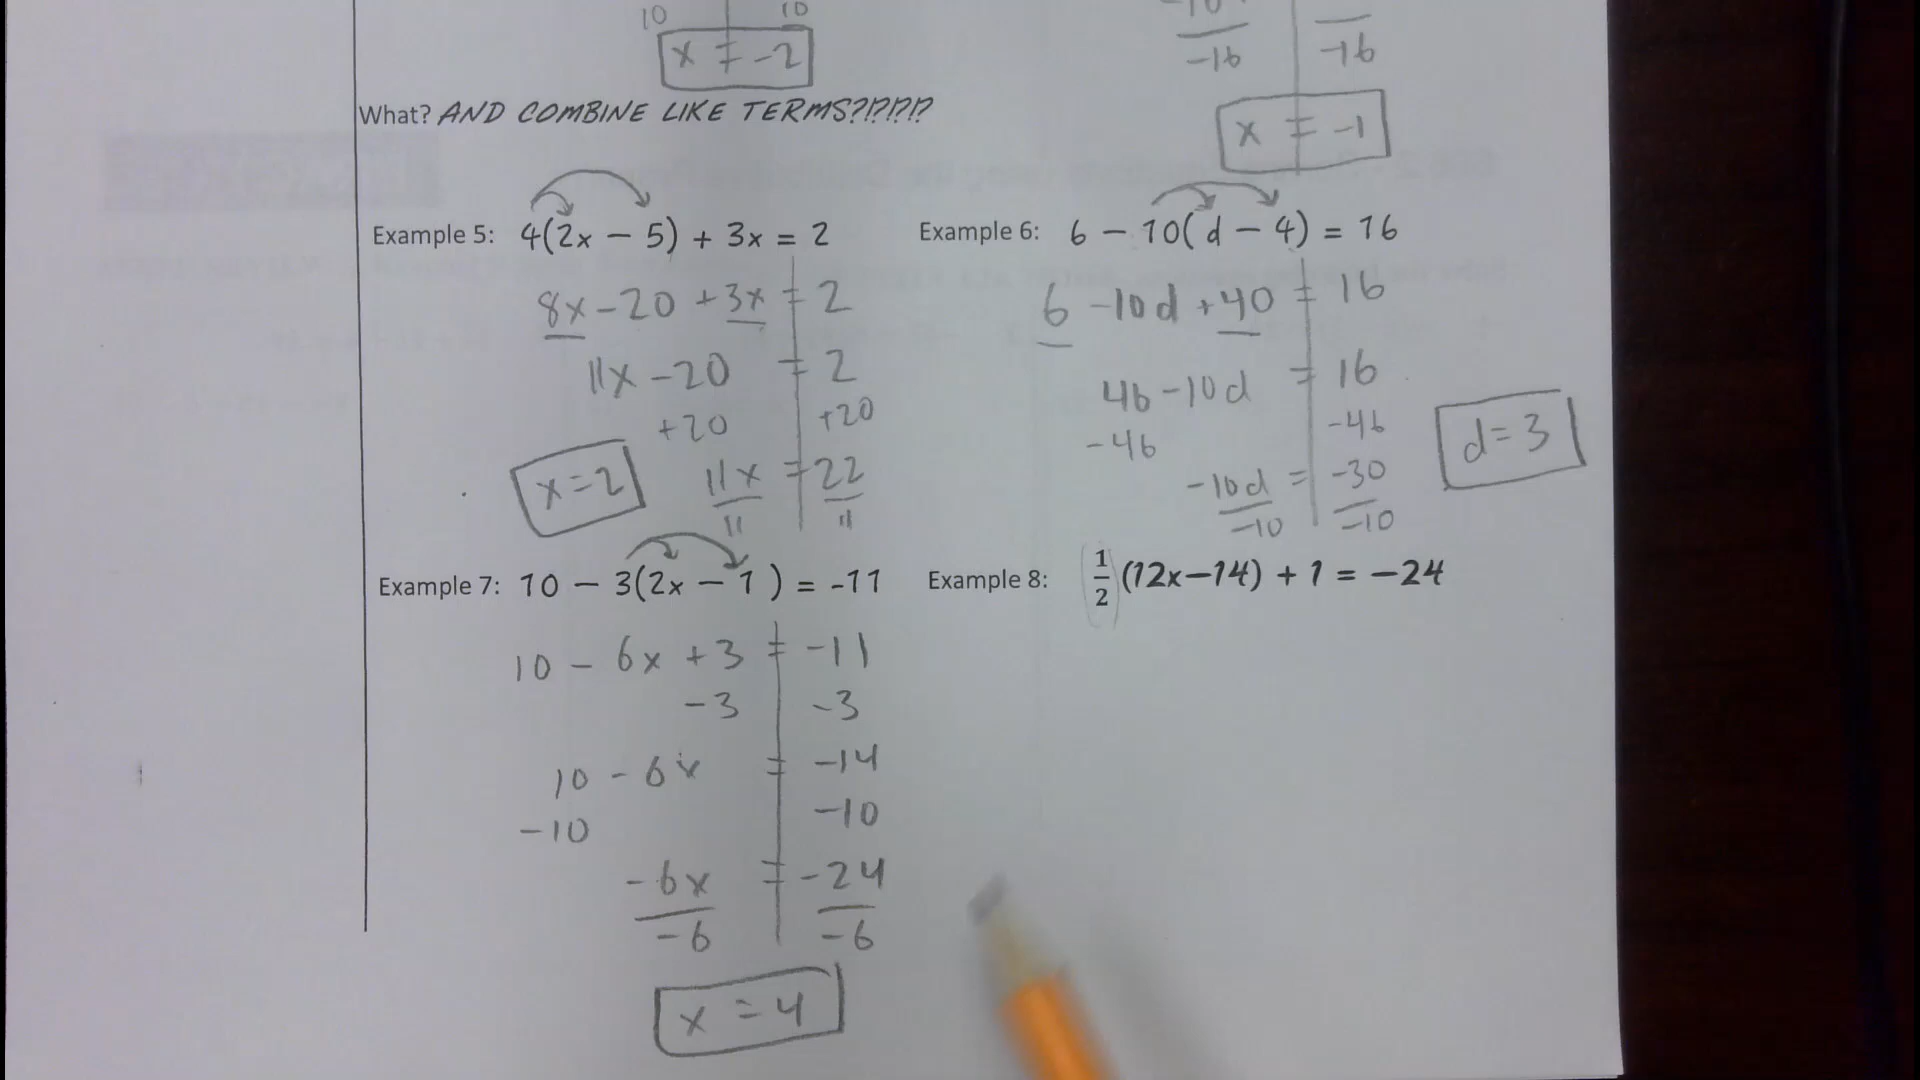 10 10
x = -2
-16 -16
x = -1
What? AND COMBINE LIKE TERMS?!?!?!?
Example 5: 4(2x − 5) + 3x = 2
8x - 20 + 3x = 2
11x - 20 = 2
+20 +20
11x = 22
11 11
x = 2
Example 6: 6 − 10(d − 4) = 16
6 - 10d + 40 = 16
46 - 10d = 16
-46 -46
-10d = -30
-10 -10
d = 3
Example 7: 10 − 3(2x − 1) = -11
10 - 6x + 3 = -11
-3 -3
10 - 6x = -14
-10 -10
-6x = -24
-6 -6
x = 4
Example 8: 1/2 (12x−14) + 1 = −24